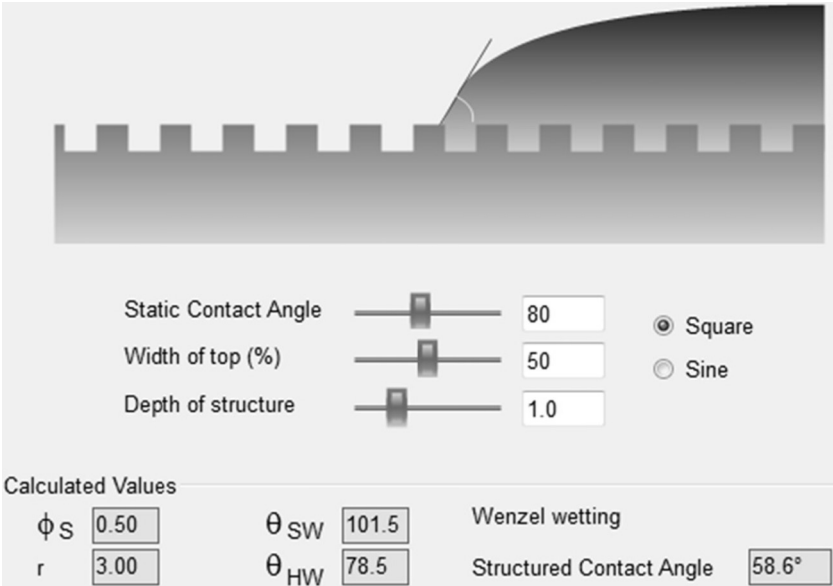 Static Contact Angle 80
Width of top (%) 50
Depth of structure 1.0
Square
Sine
Calculated Values
ϕS 0.50 θSW 101.5 Wenzel wetting
r 3.00 θHW 78.5 Structured Contact Angle 58.6°